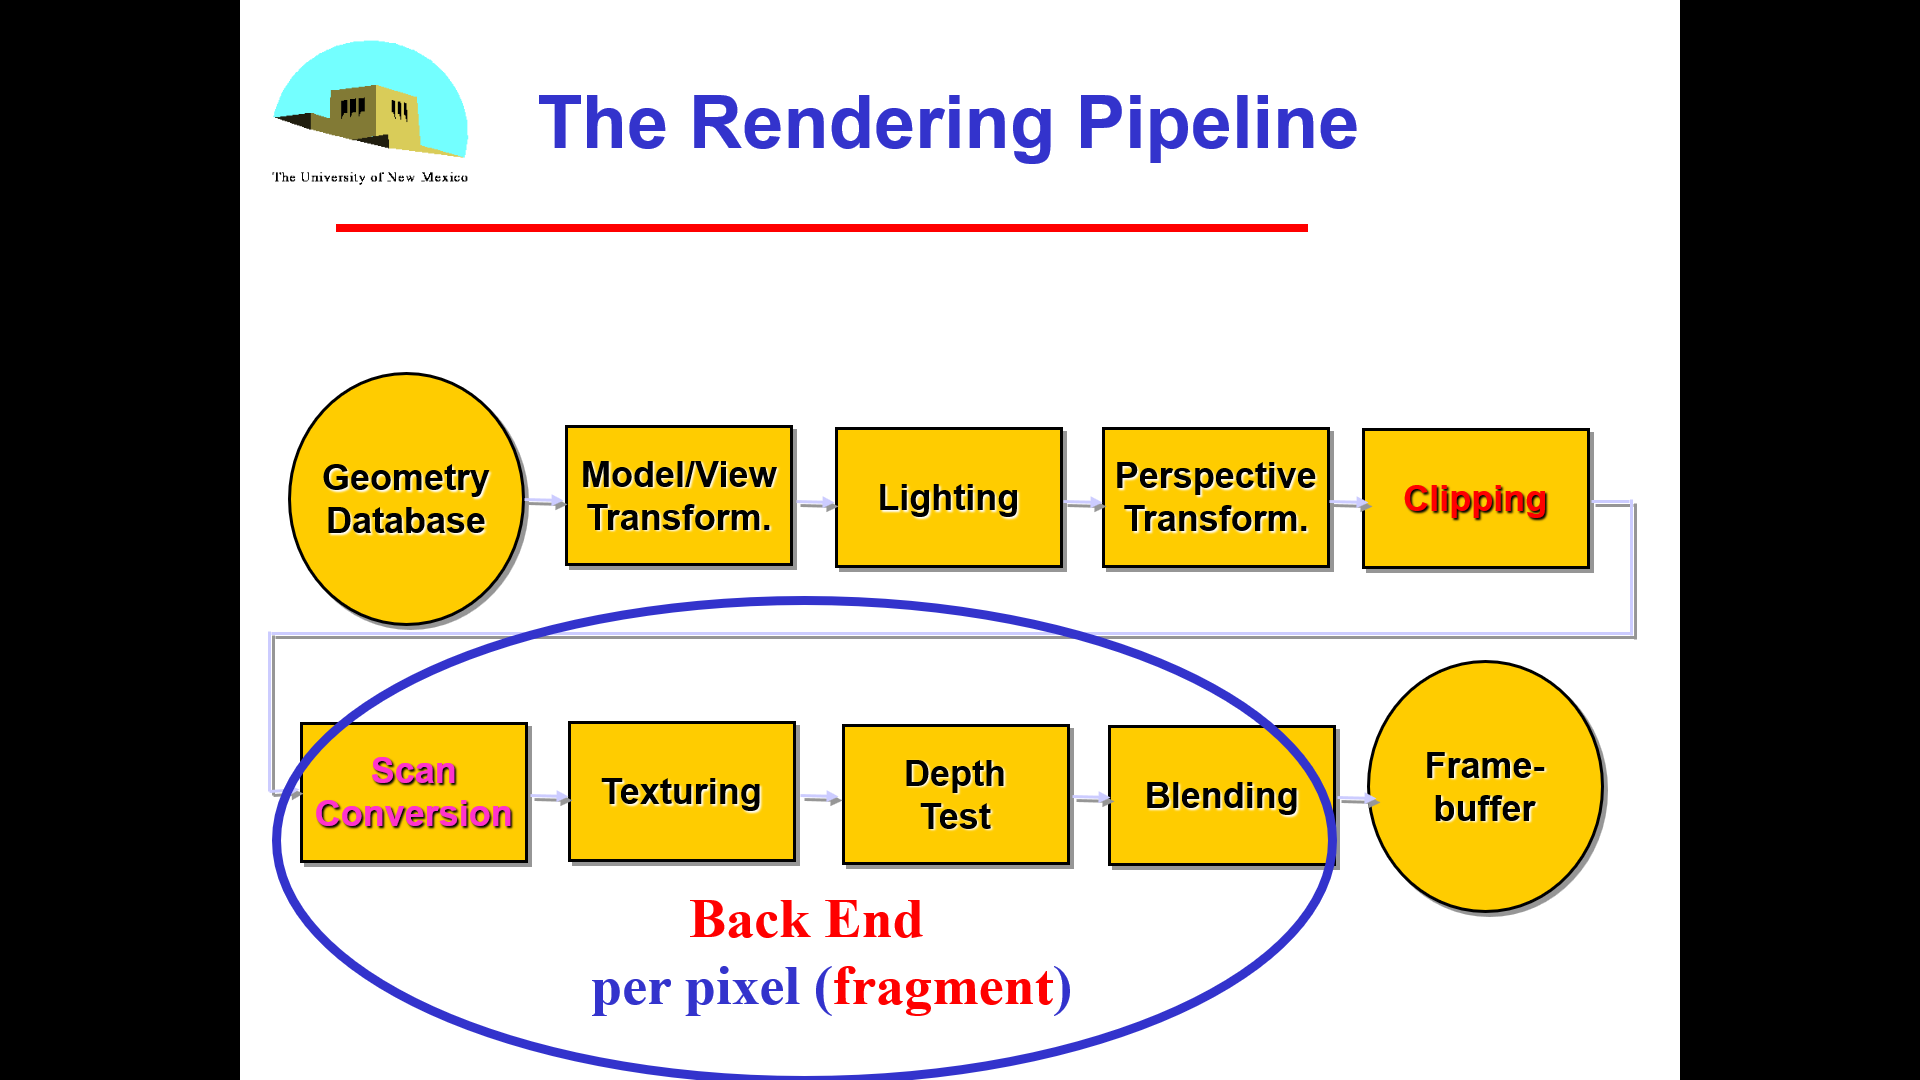 The University of New Mexico
The Rendering Pipeline
Geometry
Database
Model/View
Transform.
Lighting
Perspective
Transform.
Clipping
Scan
Conversion
Texturing
Depth
Test
Blending
Frame-
buffer
Back End
per pixel (fragment)